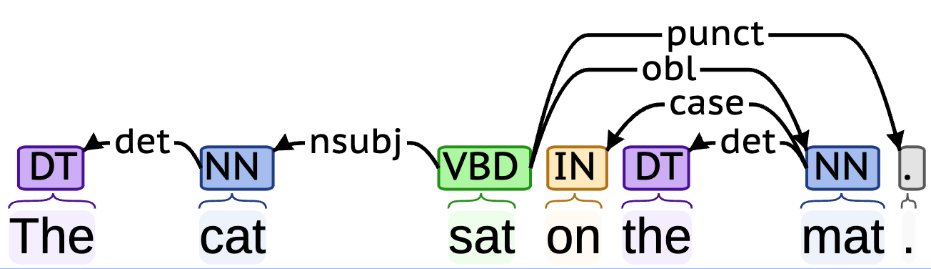 punct
obl
case
det nsubj det
DT NN VBD IN DT NN .
The cat sat on the mat .